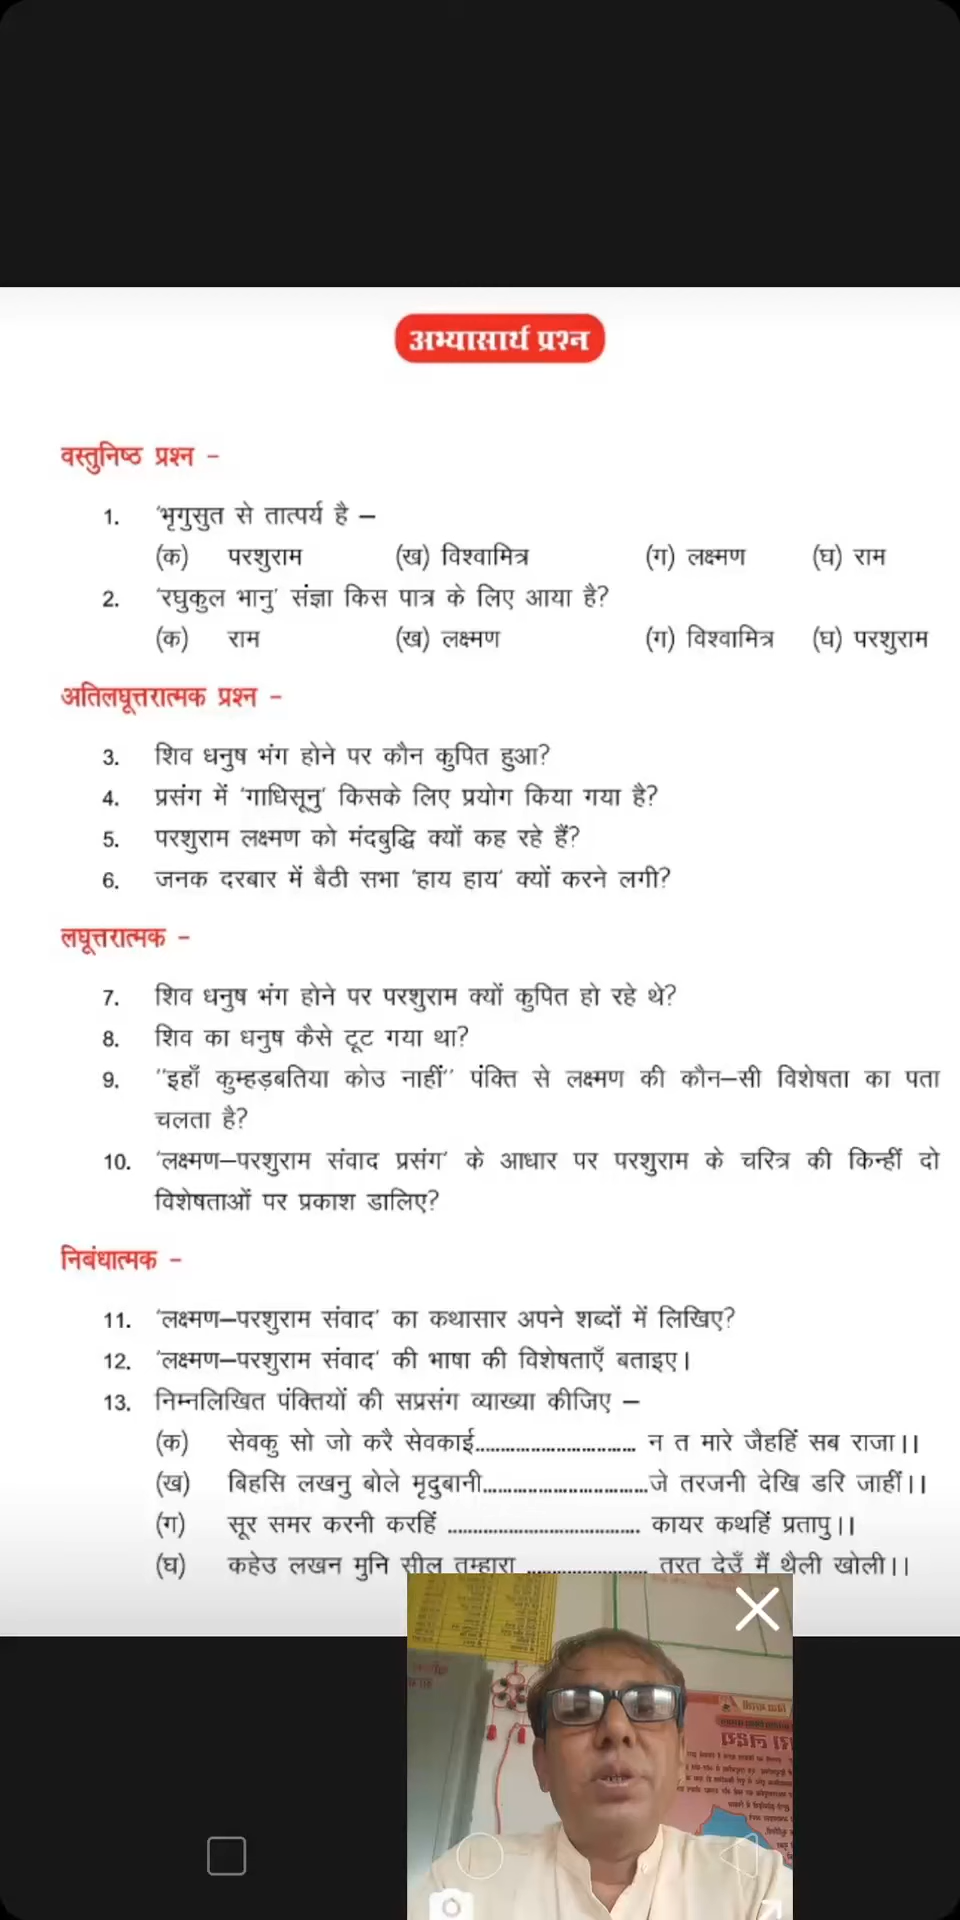 अभ्यासार्थ प्रश्न
वस्तुनिष्ठ प्रश्न –
1. 'भृगुसुत से तात्पर्य है –
(क) परशुराम (ख) विश्वामित्र (ग) लक्ष्मण (घ) राम
2. 'रघुकुल भानु' संज्ञा किस पात्र के लिए आया है?
(क) राम (ख) लक्ष्मण (ग) विश्वामित्र (घ) परशुराम
अतिलघूत्तरात्मक प्रश्न –
3. शिव धनुष भंग होने पर कौन कुपित हुआ?
4. प्रसंग में 'गाधिसूनु' किसके लिए प्रयोग किया गया है?
5. परशुराम लक्ष्मण को मंदबुद्धि क्यों कह रहे हैं?
6. जनक दरबार में बैठी सभा 'हाय हाय' क्यों करने लगी?
लघूत्तरात्मक –
7. शिव धनुष भंग होने पर परशुराम क्यों कुपित हो रहे थे?
8. शिव का धनुष कैसे टूट गया था?
9. "इहाँ कुम्हड़बतिया कोउ नाहीं" पंक्ति से लक्ष्मण की कौन–सी विशेषता का पता
चलता है?
10. 'लक्ष्मण–परशुराम संवाद प्रसंग' के आधार पर परशुराम के चरित्र की किन्हीं दो
विशेषताओं पर प्रकाश डालिए?
निबंधात्मक –
11. 'लक्ष्मण–परशुराम संवाद' का कथासार अपने शब्दों में लिखिए?
12. 'लक्ष्मण–परशुराम संवाद' की भाषा की विशेषताएँ बताइए।
13. निम्नलिखित पंक्तियों की सप्रसंग व्याख्या कीजिए –
(क) सेवकु सो जो करै सेवकाई................................ न त मारे जैहहिं सब राजा।।
(ख) बिहसि लखनु बोले मृदुबानी.................................जे तरजनी देखि डरि जाहीं।।
(ग) सूर समर करनी करहिं ...................................... कायर कथहिं प्रतापु।।
(घ) कहेउ लखन मुनि सील तुम्हारा ........................ तुरत देउँ मैं थैली खोली।।